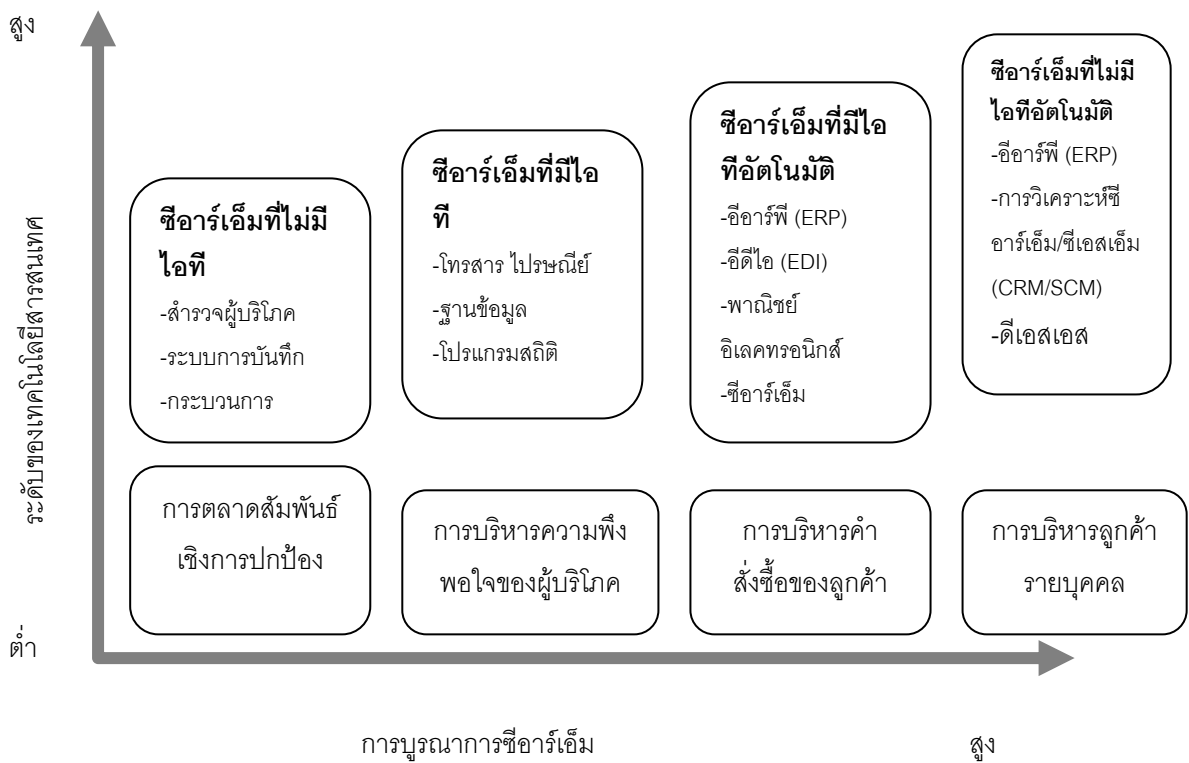 สูง
ระดับของเทคโนโลยีสารสนเทศ
ต่ำ
ซีอาร์เอ็มที่ไม่มี
ไอที
-สำรวจผู้บริโภค
-ระบบการบันทึก
-กระบวนการ
ซีอาร์เอ็มที่มีไอ
ที
-โทรสาร ไปรษณีย์
-ฐานข้อมูล
-โปรแกรมสถิติ
ซีอาร์เอ็มที่มีไอ
ทีอัตโนมัติ
-อีอาร์พี (ERP)
-อีดีไอ (EDI)
-พาณิชย์
อิเลคทรอนิกส์
-ซีอาร์เอ็ม
ซีอาร์เอ็มที่ไม่มี
ไอทีอัตโนมัติ
-อีอาร์พี (ERP)
-การวิเคราะห์ซี
อาร์เอ็ม/ซีเอสเอ็ม
(CRM/SCM)
-ดีเอสเอส
การตลาดสัมพันธ์
เชิงการปกป้อง
การบริหารความพึง
พอใจของผู้บริโภค
การบริหารคำ
สั่งซื้อของลูกค้า
การบริหารลูกค้า
รายบุคคล
การบูรณาการซีอาร์เอ็ม
สูง